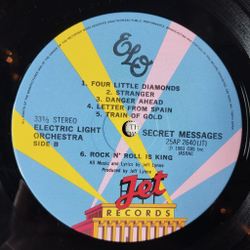 ELO
1. FOUR LITTLE DIAMONDS
2. STRANGER
3. DANGER AHEAD
4. LETTER FROM SPAIN
5. TRAIN OF GOLD
33⅓ STEREO
ELECTRIC LIGHT
ORCHESTRA
SIDE B
SECRET MESSAGES
25AP 2640(JT)
6. ROCK N' ROLL IS KING
All Music and Lyrics by Jeff Lynne
Produced by Jeff Lynne
Jet
RECORDS